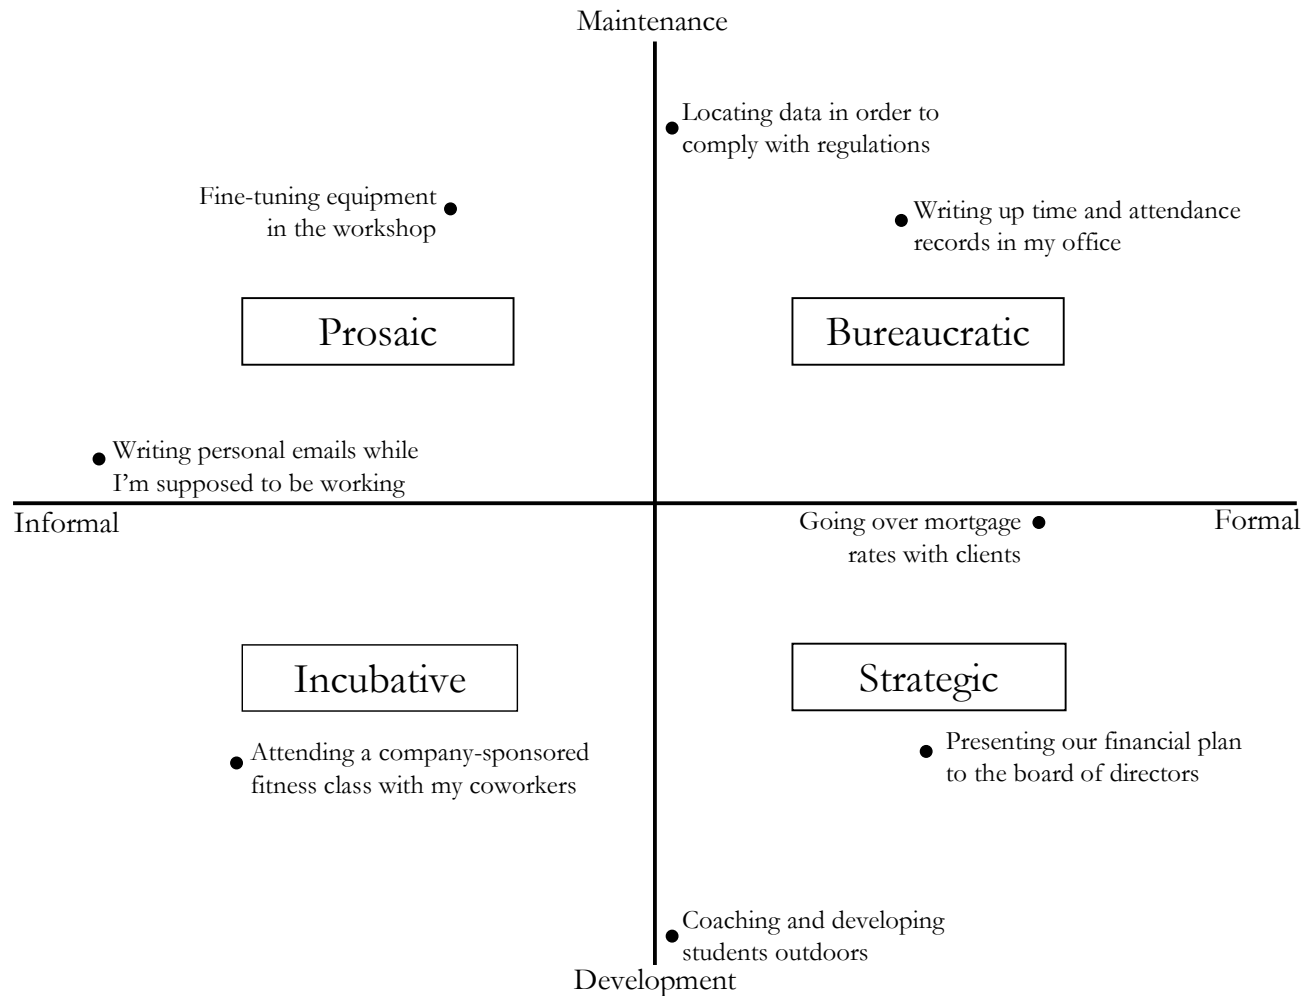 Maintenance
Locating data in order to
comply with regulations
Fine-tuning equipment
in the workshop
Writing up time and attendance
records in my office
Prosaic
Bureaucratic
Writing personal emails while
I’m supposed to be working
Informal
Formal
Going over mortgage
rates with clients
Incubative
Strategic
Attending a company-sponsored
fitness class with my coworkers
Presenting our financial plan
to the board of directors
Coaching and developing
students outdoors
Development